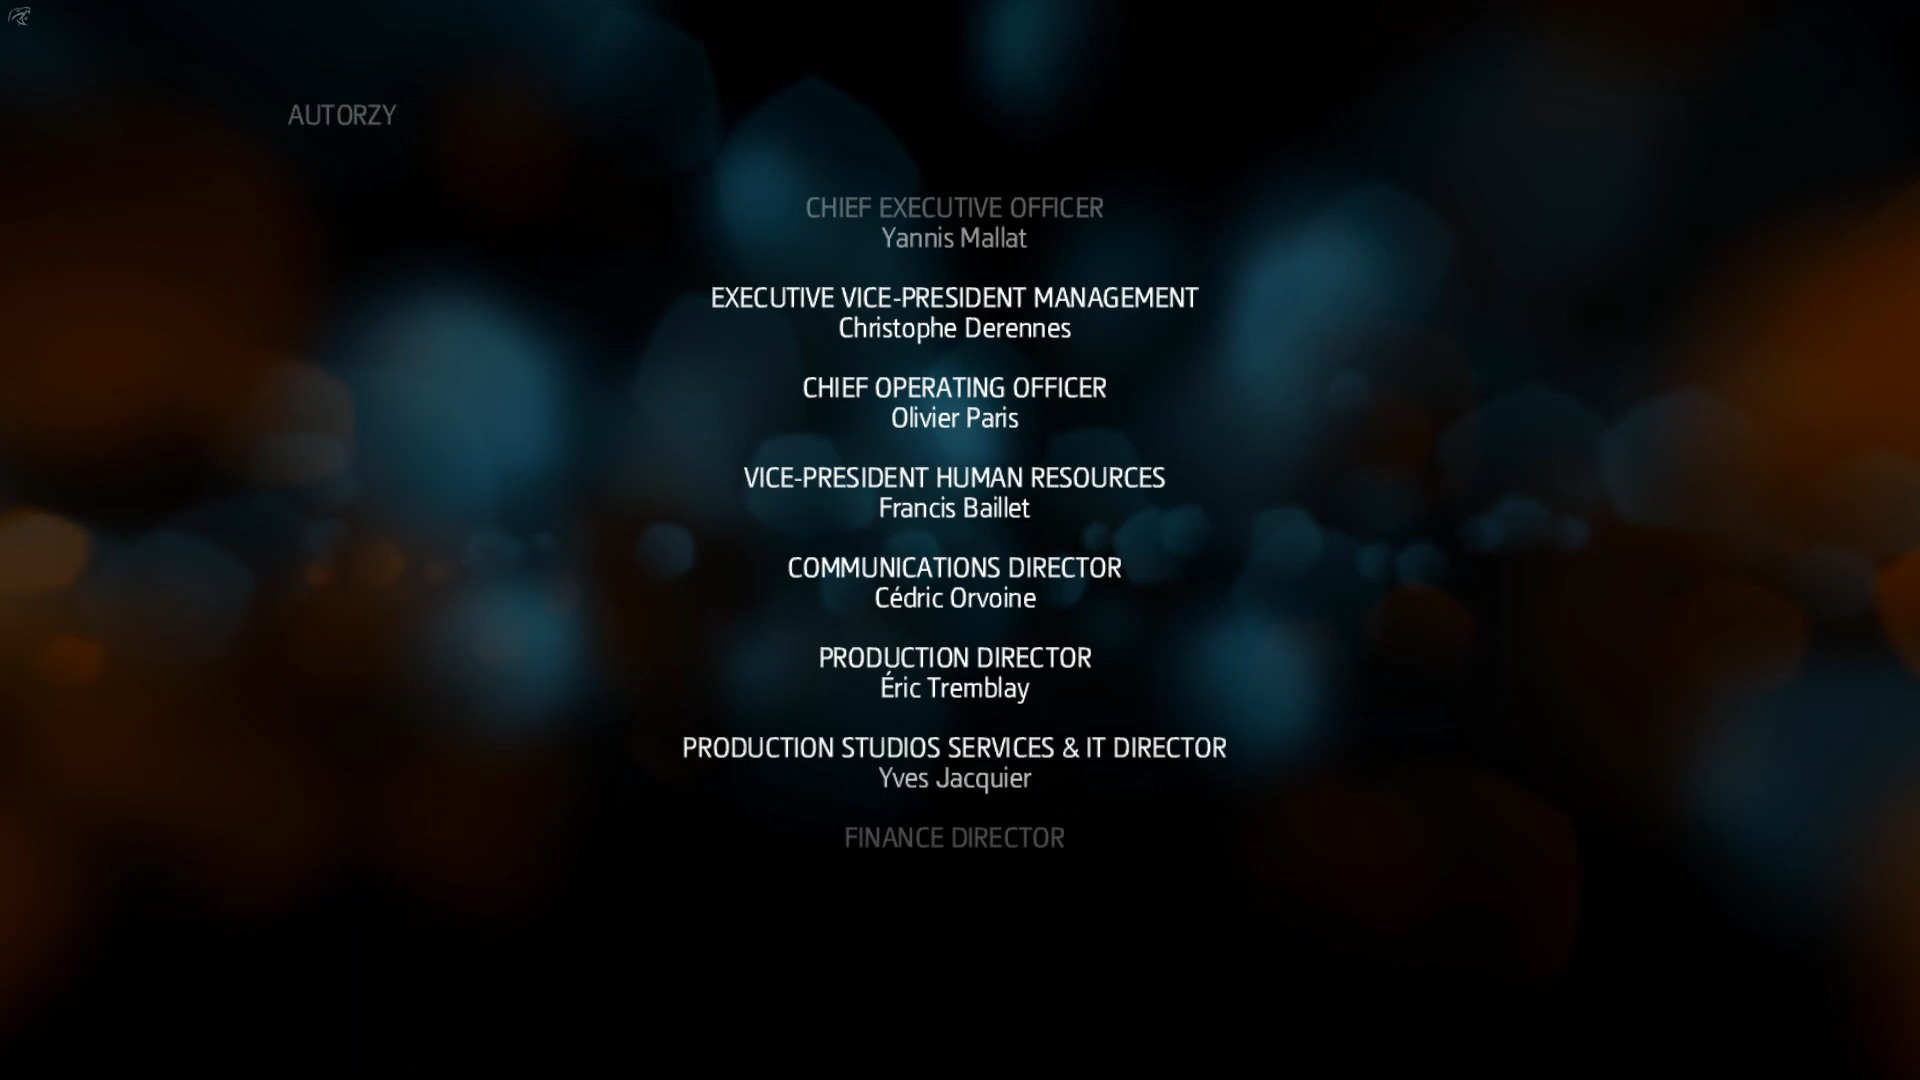 AUTORZY
CHIEF EXECUTIVE OFFICER
Yannis Mallat
EXECUTIVE VICE-PRESIDENT MANAGEMENT
Christophe Derennes
CHIEF OPERATING OFFICER
Olivier Paris
VICE-PRESIDENT HUMAN RESOURCES
Francis Baillet
COMMUNICATIONS DIRECTOR
Cédric Orvoine
PRODUCTION DIRECTOR
Éric Tremblay
PRODUCTION STUDIOS SERVICES & IT DIRECTOR
Yves Jacquier
FINANCE DIRECTOR